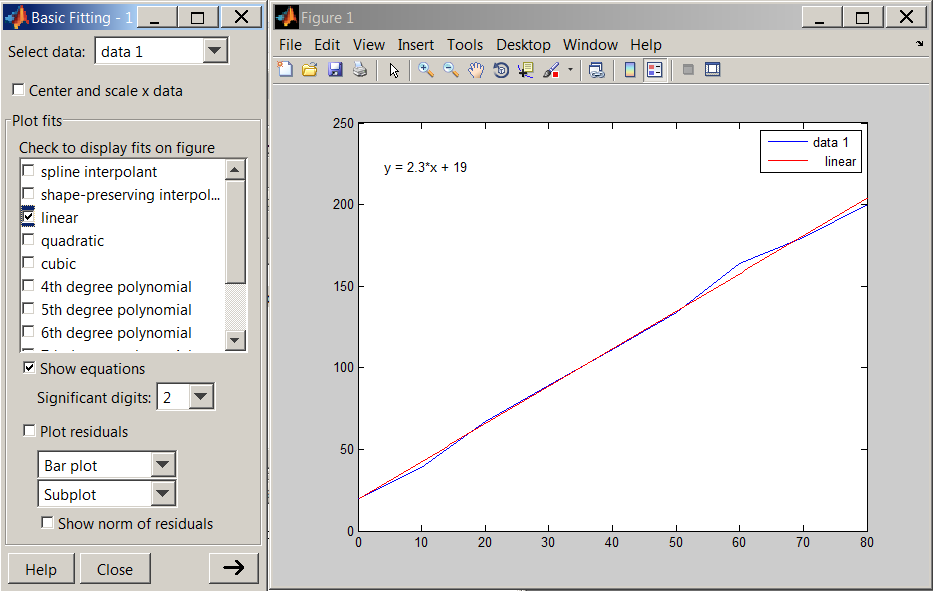 Basic Fitting - 1
Select data: data 1
Center and scale x data
Plot fits
Check to display fits on figure
spline interpolant
shape-preserving interpol...
linear
quadratic
cubic
4th degree polynomial
5th degree polynomial
6th degree polynomial
Show equations
Significant digits: 2
Plot residuals
Bar plot
Subplot
Show norm of residuals
Help Close
Figure 1
File Edit View Insert Tools Desktop Window Help
250
200
150
100
50
0
y = 2.3*x + 19
data 1
linear
0 10 20 30 40 50 60 70 80